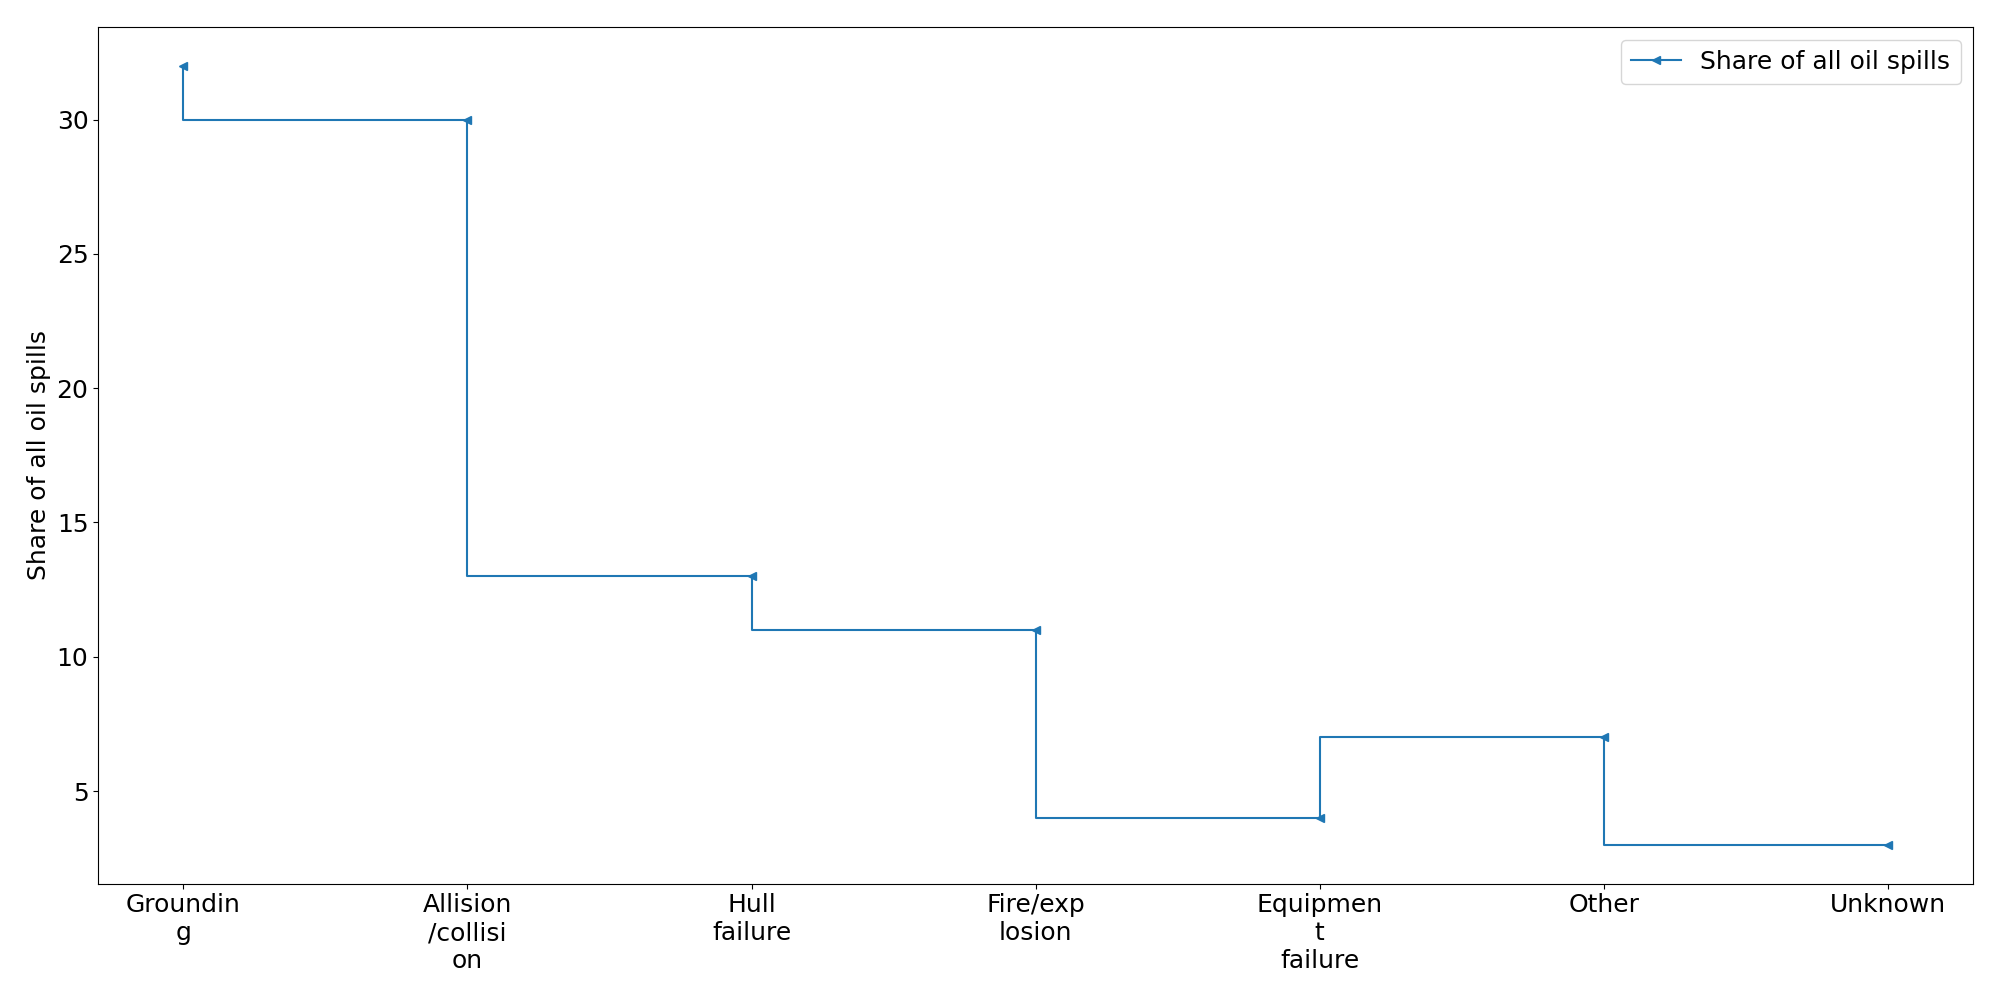 Share of all oil spills
Share of all oil spills
30
25
20
15
10
5
Groundin
g
Allision
/collisi
on
Hull
failure
Fire/exp
losion
Equipmen
t
failure
Other
Unknown